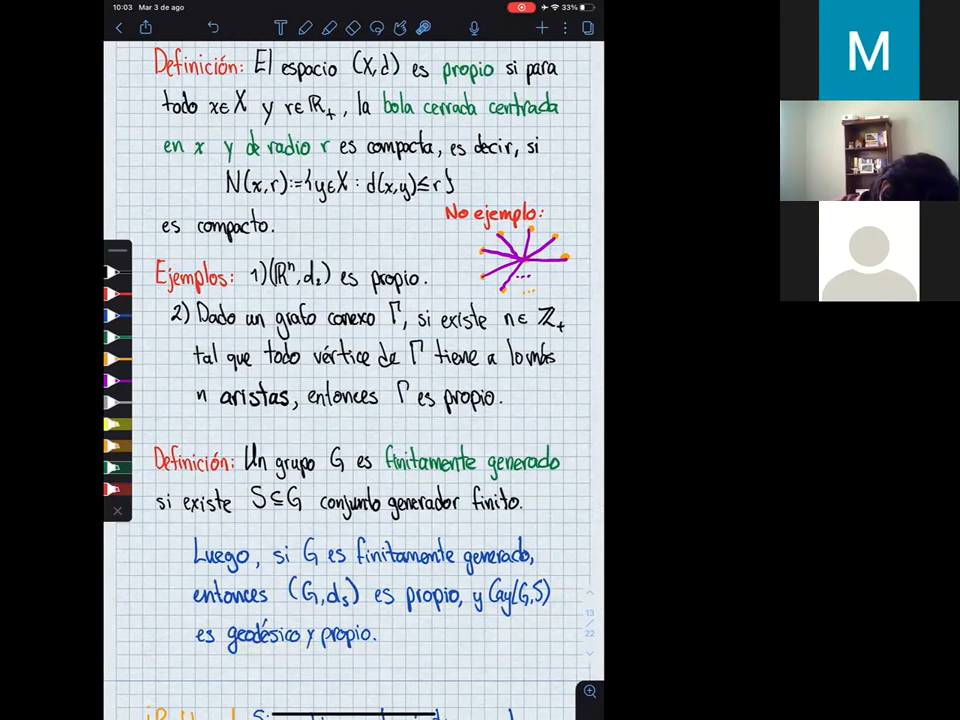 10:03 Mar 3 de ago
33%
M
Definición: El espacio (X,d) es propio si para
todo x∈X y r∈ℝ₊, la bola cerrada centrada
en x y de radio r es compacta, es decir, si
N(x,r):={y∈X : d(x,y)≤r}
es compacto.
No ejemplo:
...
...
Ejemplos: 1)(ℝⁿ, d₂) es propio.
2) Dado un grafo conexo Γ, si existe n∈ ℤ₊
tal que todo vértice de Γ tiene a lo más
n aristas, entonces Γ es propio.
Definición: Un grupo G es finitamente generado
si existe S⊆G conjunto generador finito.
Luego, si G es finitamente generado,
entonces (G,dₛ) es propio, y Cay(G,S)
es geodésico y propio.
13
/
22